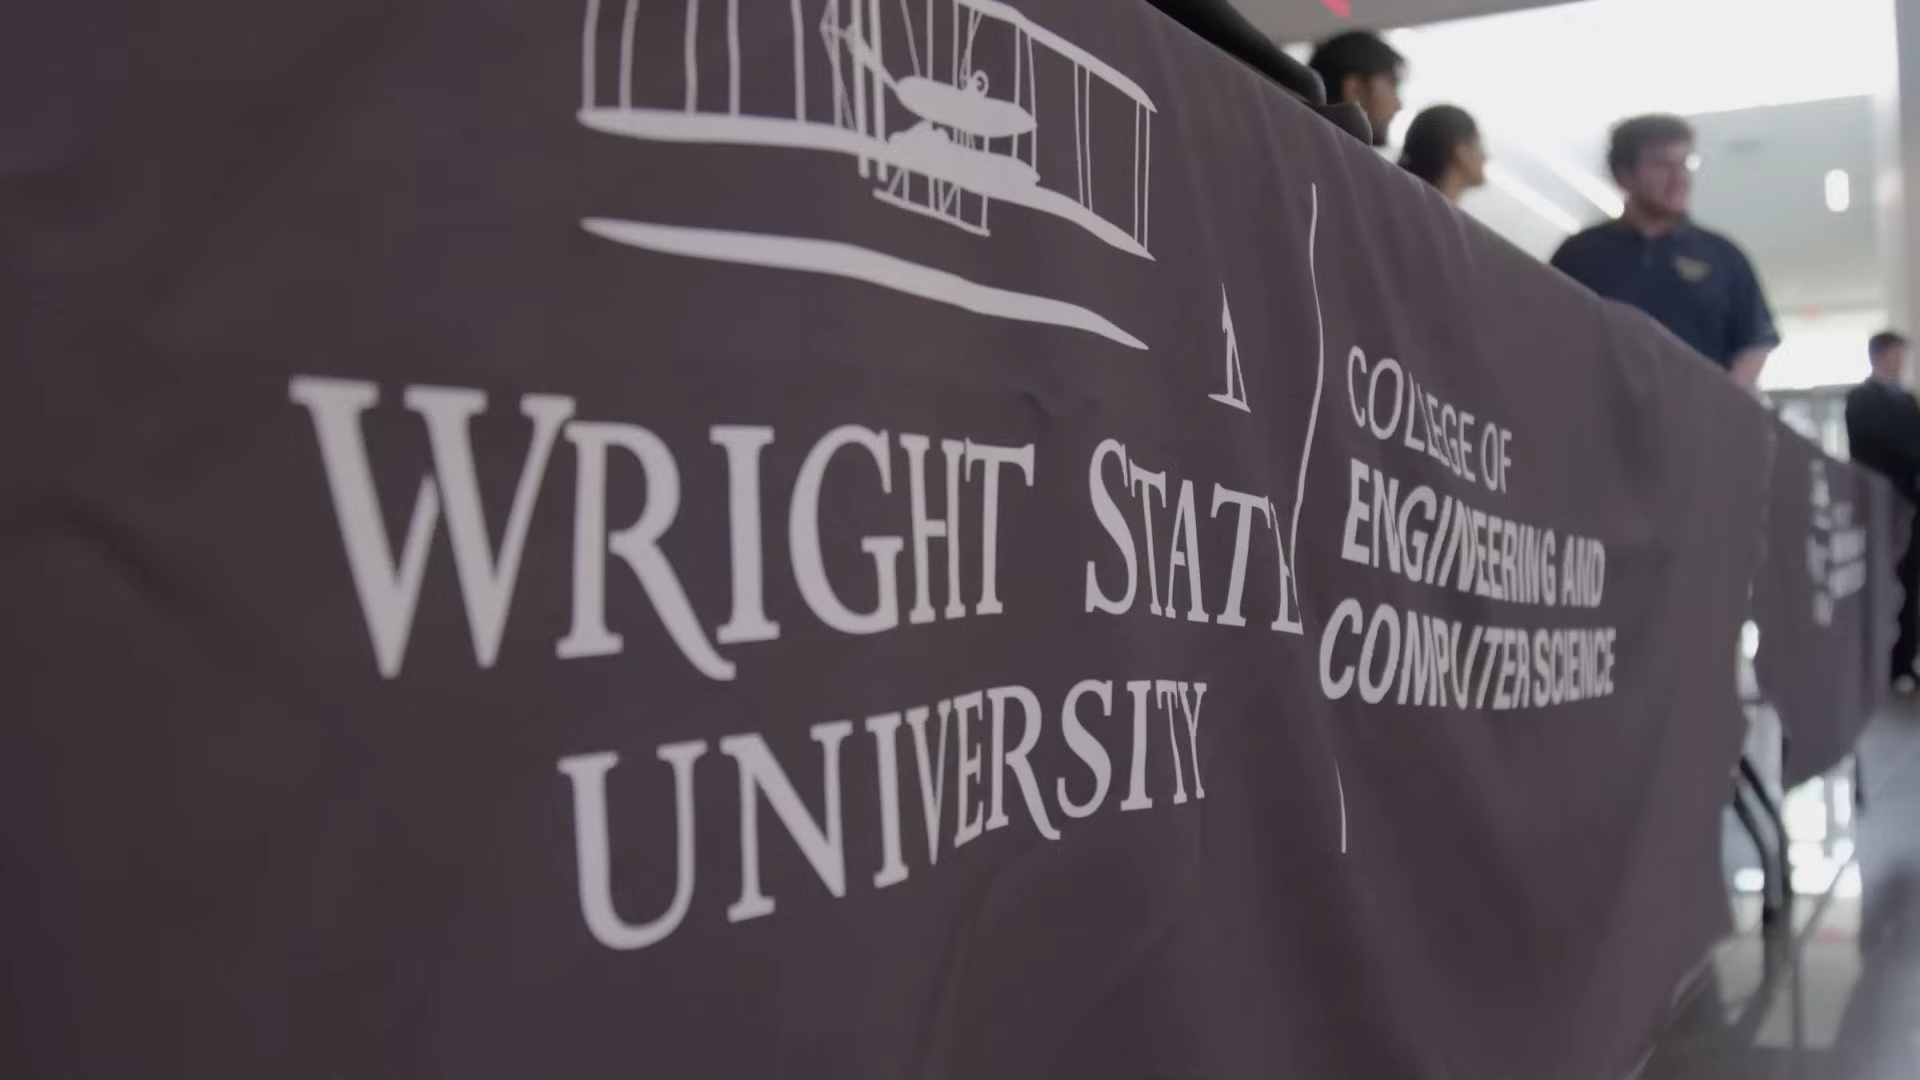 WRIGHT STATE
UNIVERSITY
COLLEGE OF
ENGINEERING AND
COMPUTER SCIENCE